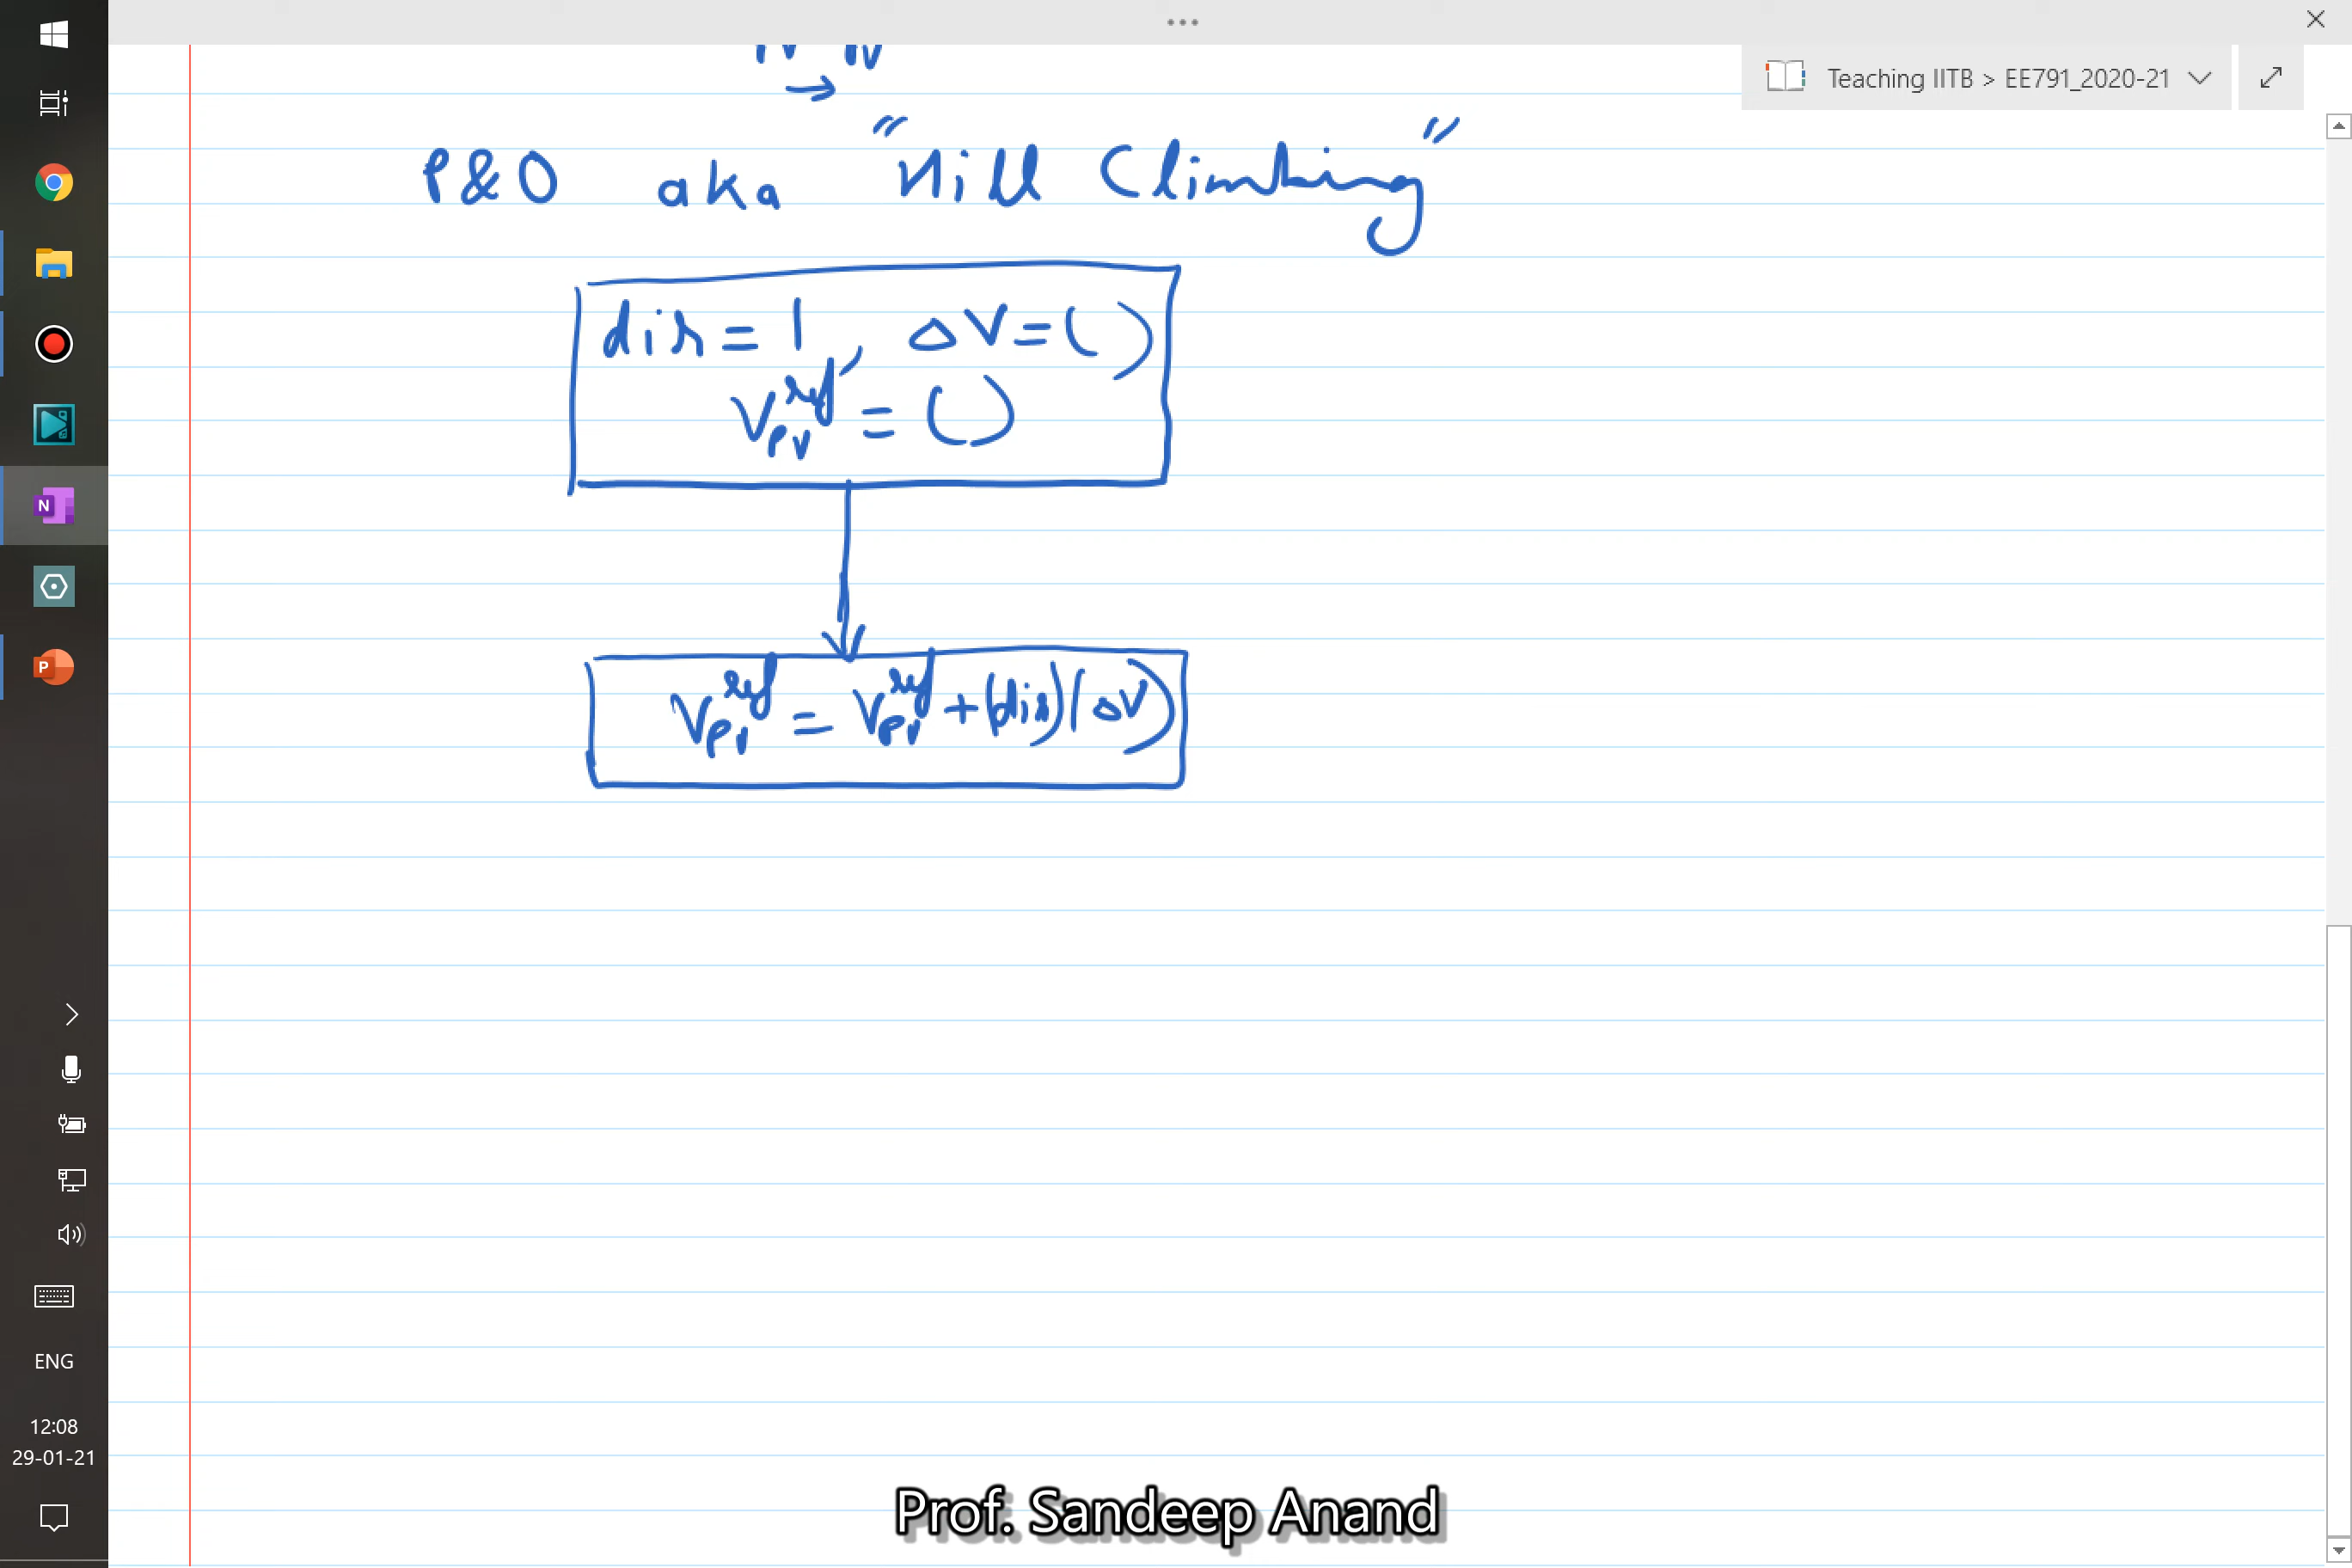 Teaching IITB > EE791_2020-21
P&O aka "Hill Climbing"
dir = 1, ΔV = ( )
V_pv^ref = ( )
V_pv^ref = V_pv^ref + (dir)(ΔV)
N
P
ENG
12:08
29-01-21
Prof. Sandeep Anand